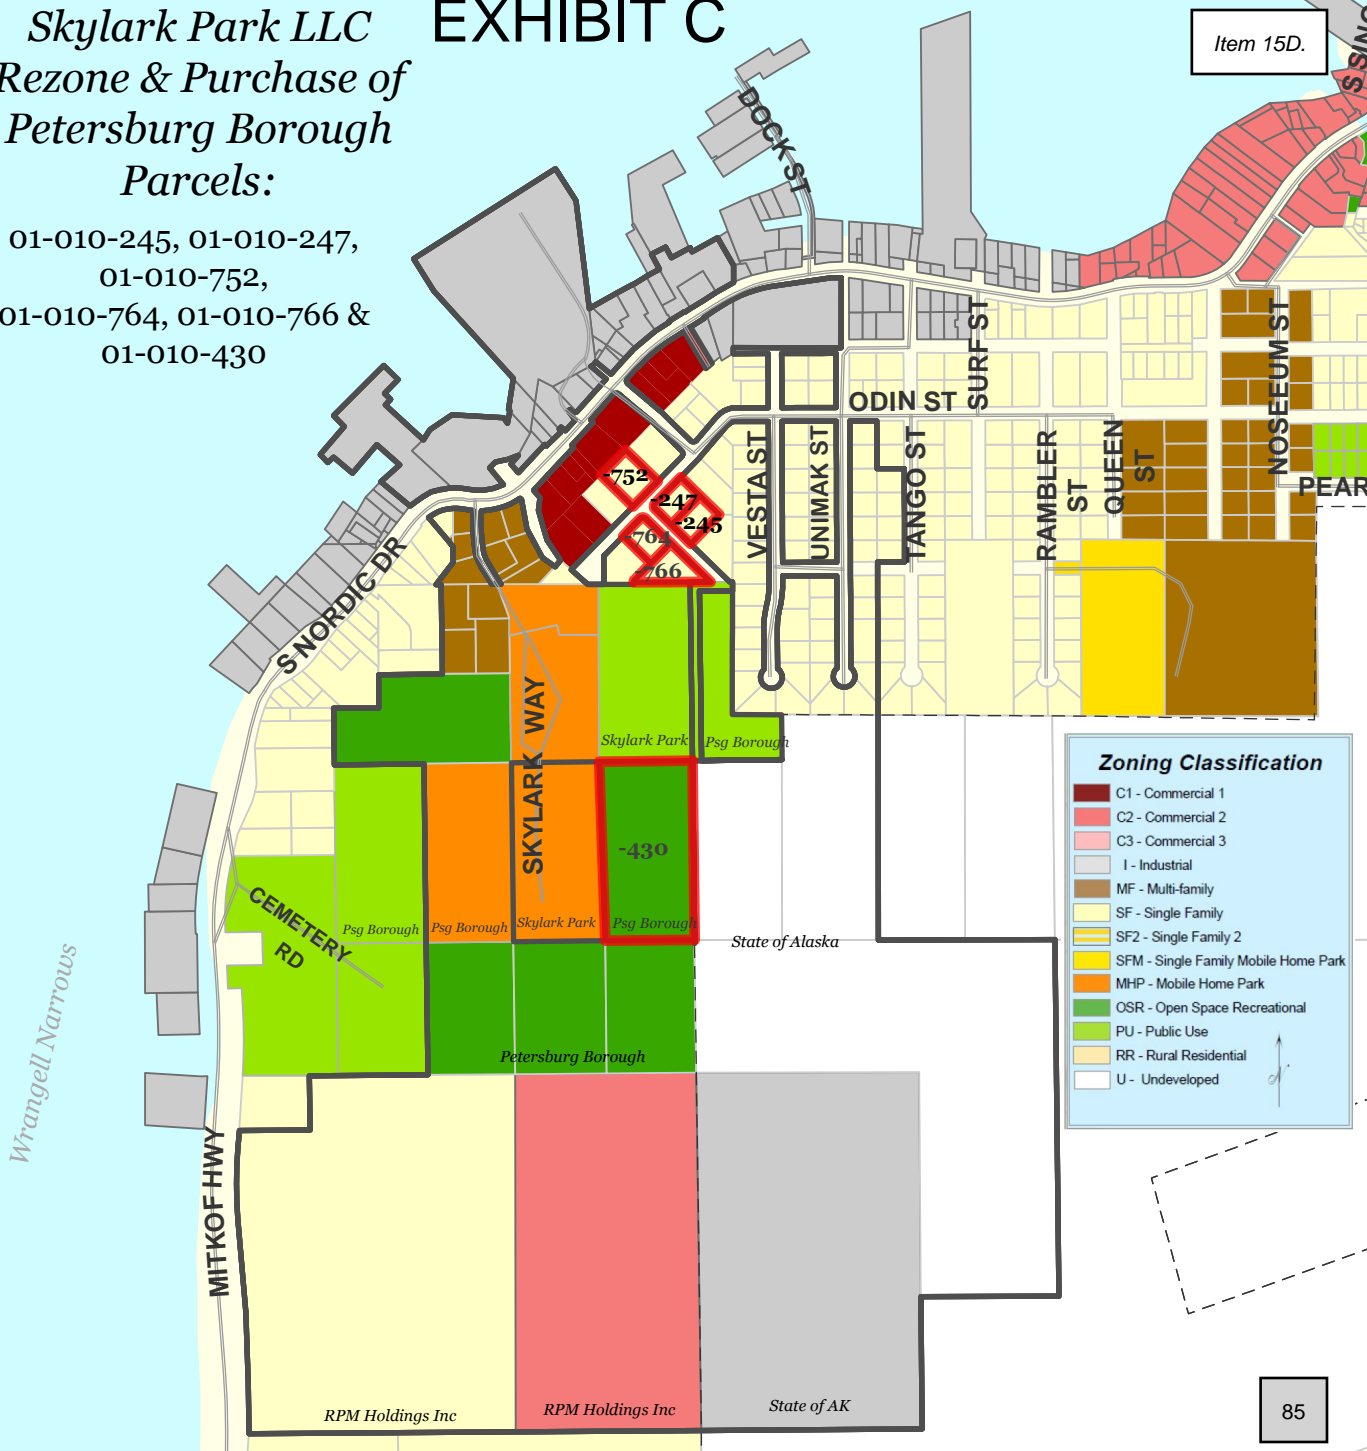 Skylark Park LLC
Rezone & Purchase of
Petersburg Borough
Parcels:
01-010-245, 01-010-247,
01-010-752,
01-010-764, 01-010-766 &
01-010-430
EXHIBIT C
Item 15D.
DOCK ST
SURF ST
ODIN ST
NOSEEUM ST
VESTA ST
UNIMAK ST
TANGO ST
RAMBLER
ST
QUEEN
ST
PEAR
-752
-247
-245
-764
-766
S NORDIC DR
SKYLARK WAY
Skylark Park
Psg Borough
-430
Psg Borough
Psg Borough
Skylark Park
Psg Borough
CEMETERY
RD
State of Alaska
Petersburg Borough
Wrangell Narrows
MITKOF HWY
RPM Holdings Inc
RPM Holdings Inc
State of AK
Zoning Classification
C1 - Commercial 1
C2 - Commercial 2
C3 - Commercial 3
I - Industrial
MF - Multi-family
SF - Single Family
SF2 - Single Family 2
SFM - Single Family Mobile Home Park
MHP - Mobile Home Park
OSR - Open Space Recreational
PU - Public Use
RR - Rural Residential
U - Undeveloped
N
85